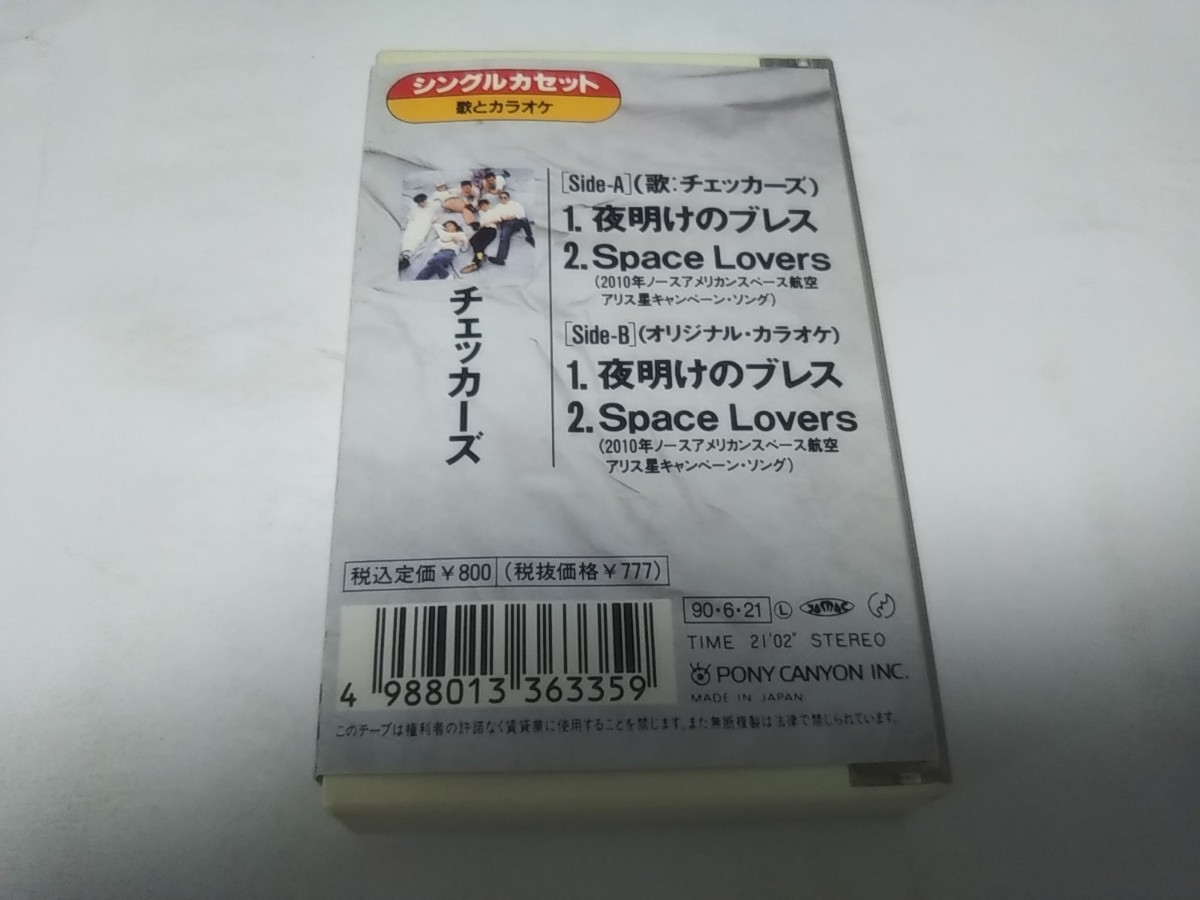 シングルカセット
歌とカラオケ
チェッカーズ
[Side-A](歌:チェッカーズ)
1. 夜明けのブレス
2. Space Lovers
(2010年ノースアメリカンスペース航空
アリス星キャンペーン・ソング)
[Side-B](オリジナル・カラオケ)
1. 夜明けのブレス
2. Space Lovers
(2010年ノースアメリカンスペース航空
アリス星キャンペーン・ソング)
税込定価¥800 (税抜価格¥777)
90・6・21 Ⓛ
TIME 21'02" STEREO
PONY CANYON INC.
MADE IN JAPAN
4 988013 363359
このテープは権利者の許諾なく賃貸業に使用することを禁じます。また無断複製は法律で禁じられています。